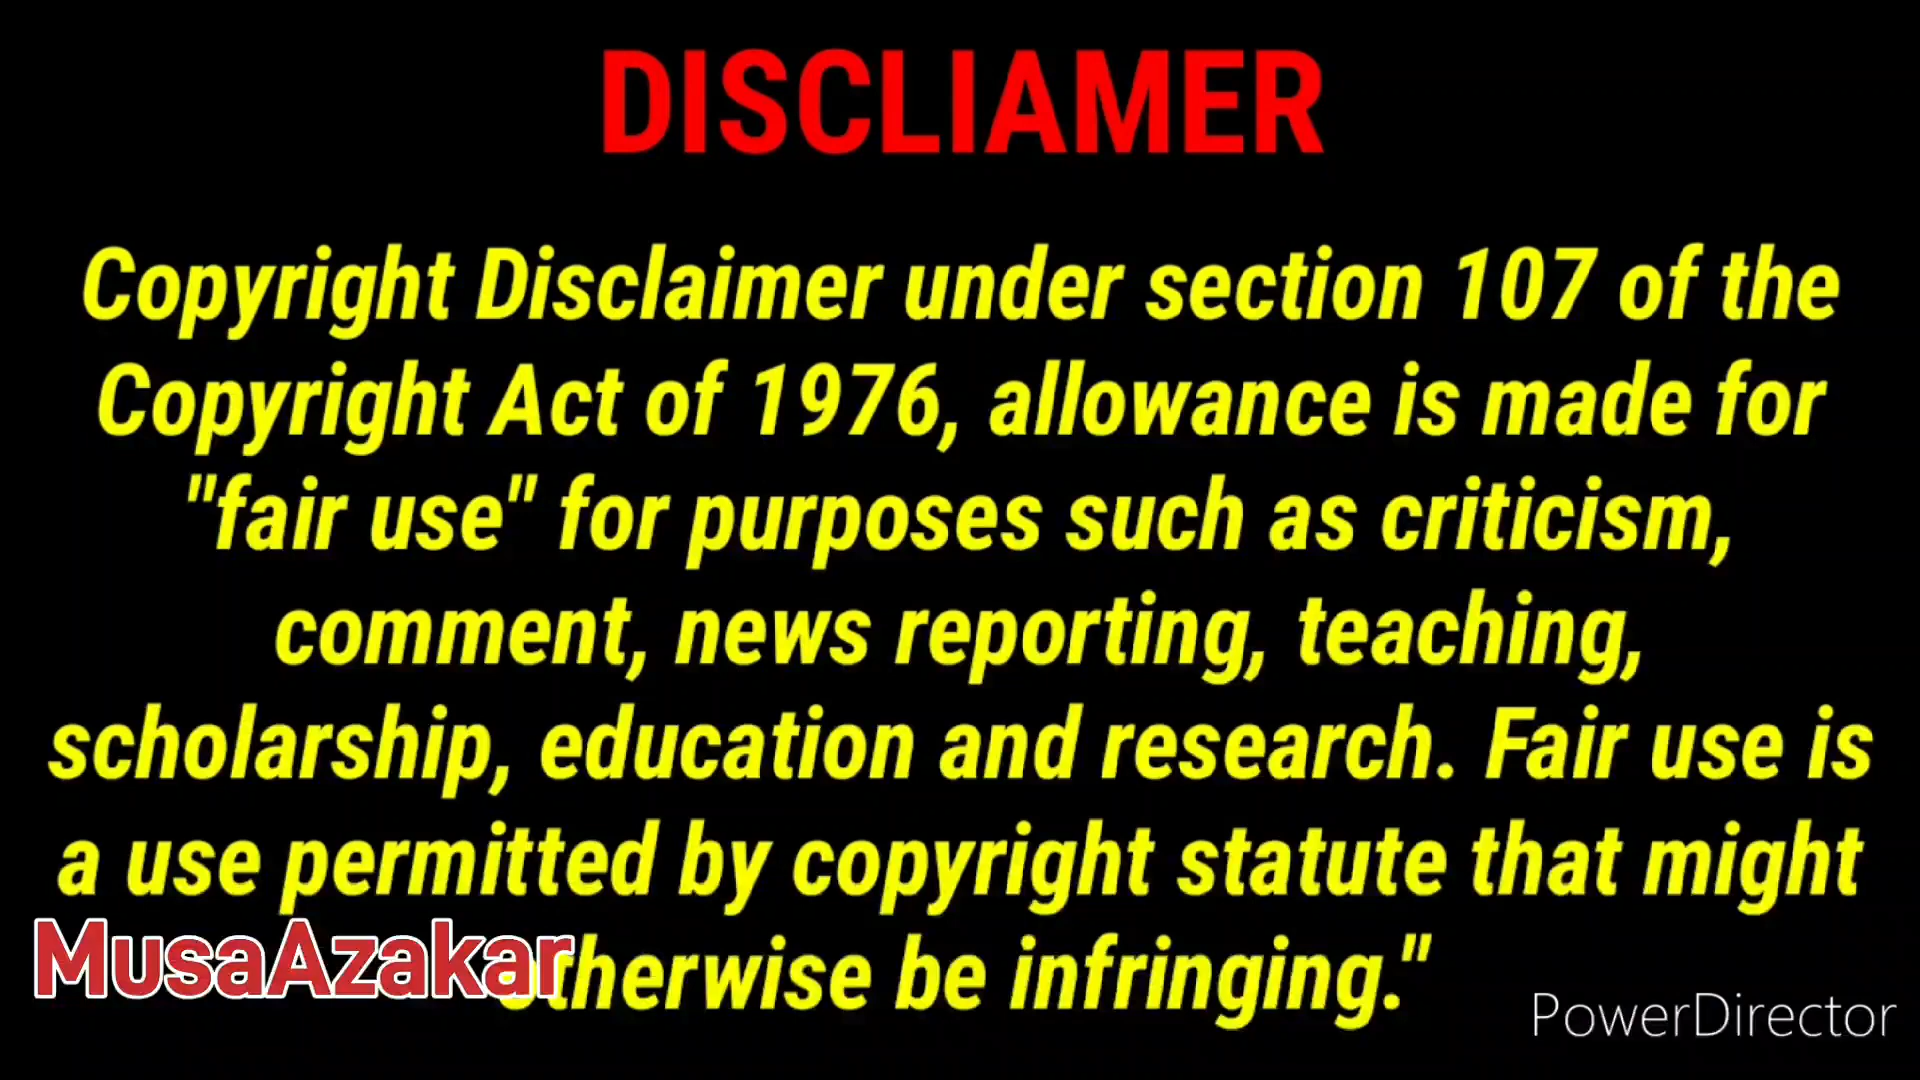 DISCLIAMER
Copyright Disclaimer under section 107 of the
Copyright Act of 1976, allowance is made for
"fair use" for purposes such as criticism,
comment, news reporting, teaching,
scholarship, education and research. Fair use is
a use permitted by copyright statute that might
otherwise be infringing."
MusaAzakar
PowerDirector